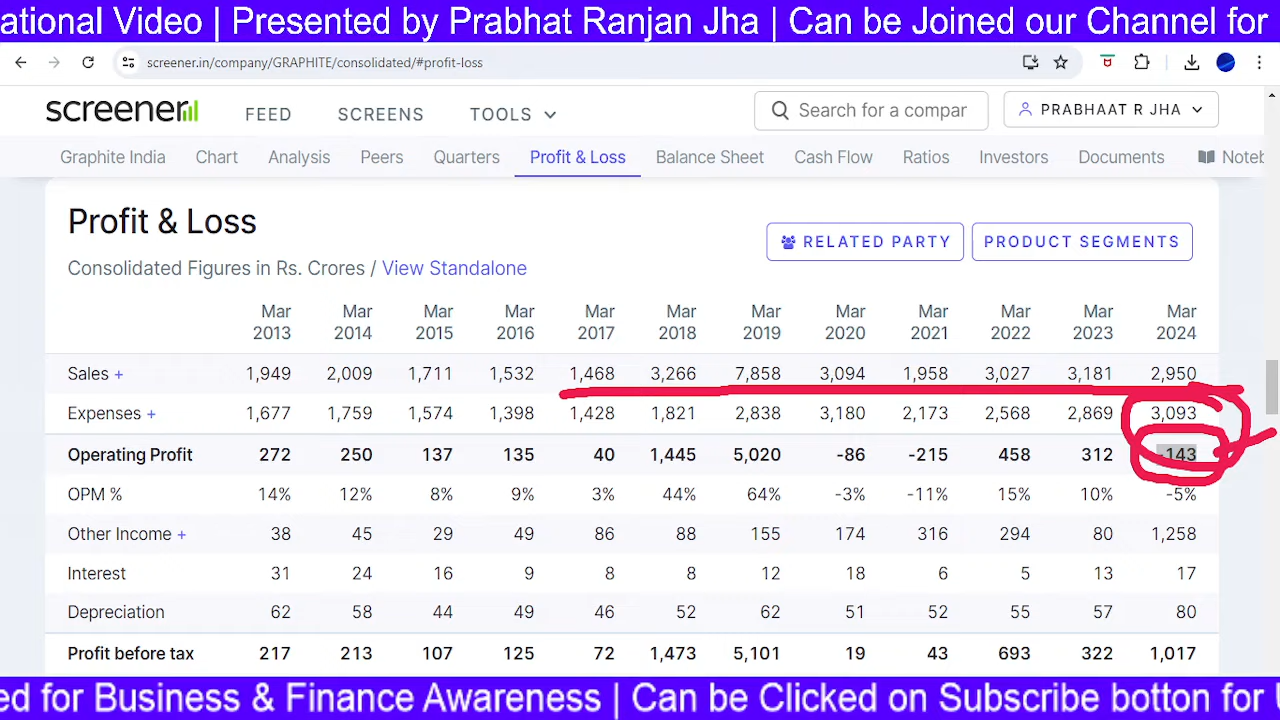 ational Video | Presented by Prabhat Ranjan Jha | Can be Joined our Channel for
screener.in/company/GRAPHITE/consolidated/#profit-loss
screener FEED SCREENS TOOLS Search for a compar PRABHAAT R JHA
Graphite India Chart Analysis Peers Quarters Profit & Loss Balance Sheet Cash Flow Ratios Investors Documents Noteb
Profit & Loss
RELATED PARTY PRODUCT SEGMENTS
Consolidated Figures in Rs. Crores / View Standalone
Mar Mar Mar Mar Mar Mar Mar Mar Mar Mar Mar Mar
2013 2014 2015 2016 2017 2018 2019 2020 2021 2022 2023 2024
Sales + 1,949 2,009 1,711 1,532 1,468 3,266 7,858 3,094 1,958 3,027 3,181 2,950
Expenses + 1,677 1,759 1,574 1,398 1,428 1,821 2,838 3,180 2,173 2,568 2,869 3,093
Operating Profit 272 250 137 135 40 1,445 5,020 -86 -215 458 312 -143
OPM % 14% 12% 8% 9% 3% 44% 64% -3% -11% 15% 10% -5%
Other Income + 38 45 29 49 86 88 155 174 316 294 80 1,258
Interest 31 24 16 9 8 8 12 18 6 5 13 17
Depreciation 62 58 44 49 46 52 62 51 52 55 57 80
Profit before tax 217 213 107 125 72 1,473 5,101 19 43 693 322 1,017
ed for Business & Finance Awareness | Can be Clicked on Subscribe botton for